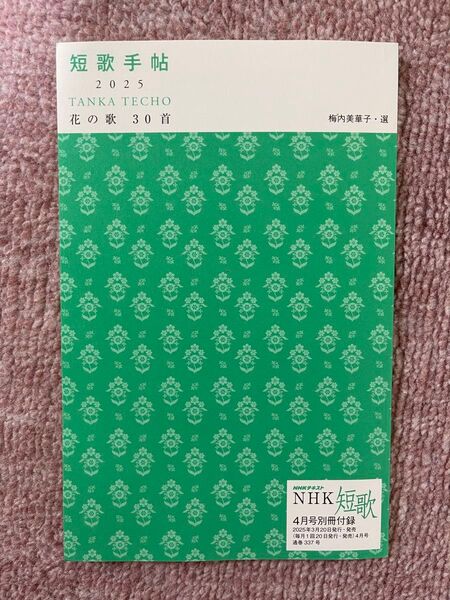 短歌手帖
2025
TANKA TECHO
花の歌 30首
梅内美華子・選
NHKテキスト
NHK短歌
4月号別冊付録
2025年3月20日発行・発売
(毎月1回20日発行・発売)4月号
通巻337号